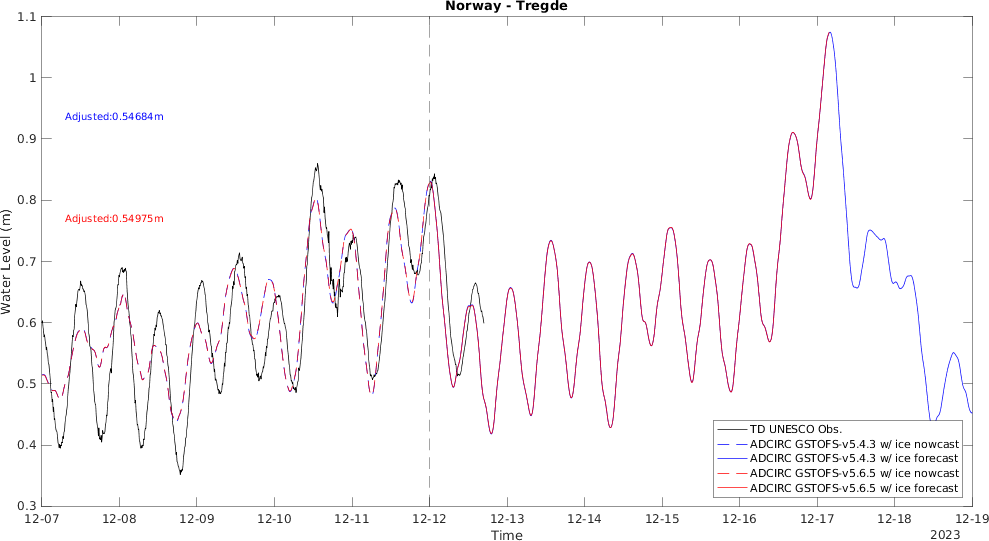 Norway - Tregde
1.1
1
0.9
0.8
0.7
0.6
0.5
0.4
0.3
Water Level (m)
Adjusted:0.54684m
Adjusted:0.54975m
TD UNESCO Obs.
ADCIRC GSTOFS-v5.4.3 w/ ice nowcast
ADCIRC GSTOFS-v5.4.3 w/ ice forecast
ADCIRC GSTOFS-v5.6.5 w/ ice nowcast
ADCIRC GSTOFS-v5.6.5 w/ ice forecast
12-07 12-08 12-09 12-10 12-11 12-12 12-13 12-14 12-15 12-16 12-17 12-18 12-19
Time
2023